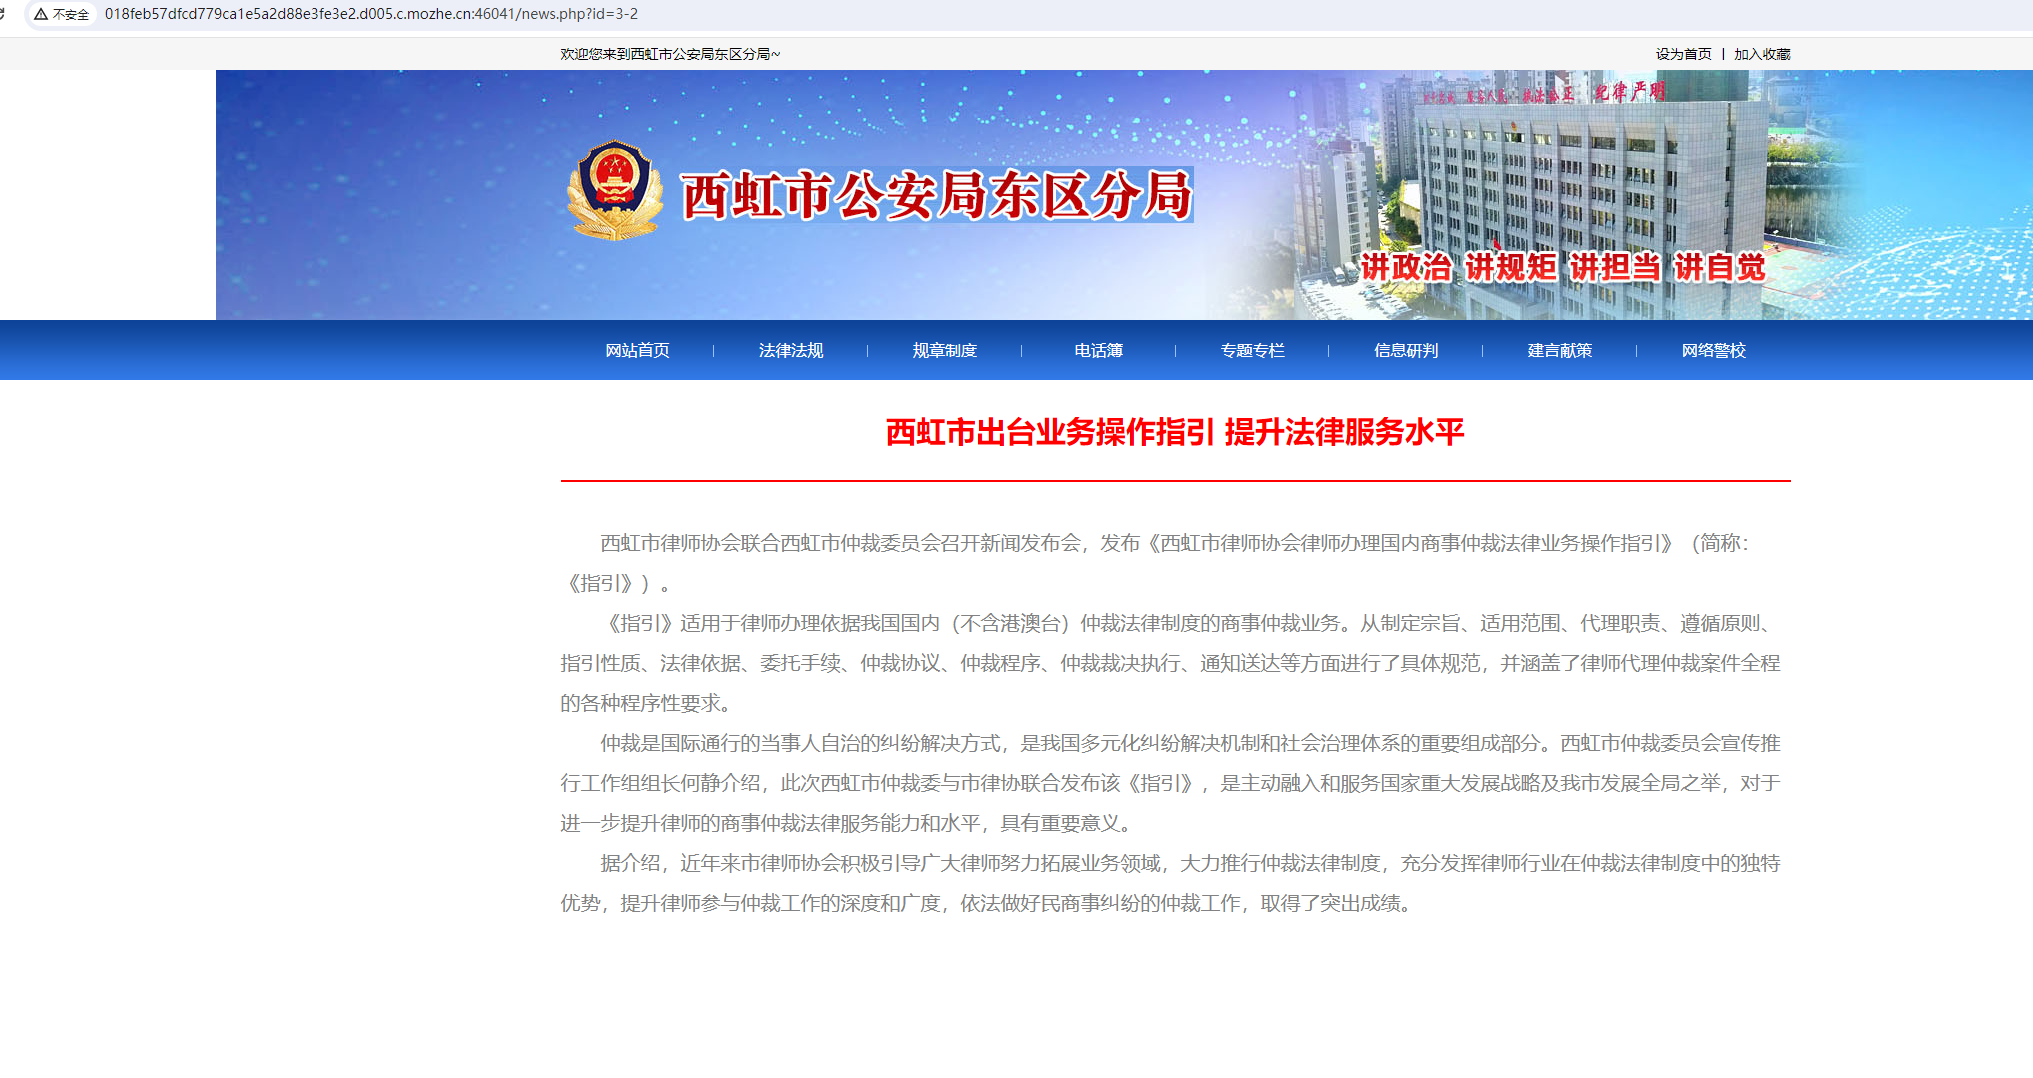 不安全 018feb57dfcd779ca1e5a2d88e3fe3e2.d005.c.mozhe.cn:46041/news.php?id=3-2
欢迎您来到西虹市公安局东区分局~ 设为首页 | 加入收藏
执法公正 纪律严明
西虹市公安局东区分局
讲政治 讲规矩 讲担当 讲自觉
网站首页 法律法规 规章制度 电话簿 专题专栏 信息研判 建言献策 网络警校
西虹市出台业务操作指引 提升法律服务水平
西虹市律师协会联合西虹市仲裁委员会召开新闻发布会，发布《西虹市律师协会律师办理国内商事仲裁法律业务操作指引》（简称：
《指引》）。
《指引》适用于律师办理依据我国国内（不含港澳台）仲裁法律制度的商事仲裁业务。从制定宗旨、适用范围、代理职责、遵循原则、
指引性质、法律依据、委托手续、仲裁协议、仲裁程序、仲裁裁决执行、通知送达等方面进行了具体规范，并涵盖了律师代理仲裁案件全程
的各种程序性要求。
仲裁是国际通行的当事人自治的纠纷解决方式，是我国多元化纠纷解决机制和社会治理体系的重要组成部分。西虹市仲裁委员会宣传推
行工作组组长何静介绍，此次西虹市仲裁委与市律协联合发布该《指引》，是主动融入和服务国家重大发展战略及我市发展全局之举，对于
进一步提升律师的商事仲裁法律服务能力和水平，具有重要意义。
据介绍，近年来市律师协会积极引导广大律师努力拓展业务领域，大力推行仲裁法律制度，充分发挥律师行业在仲裁法律制度中的独特
优势，提升律师参与仲裁工作的深度和广度，依法做好民商事纠纷的仲裁工作，取得了突出成绩。